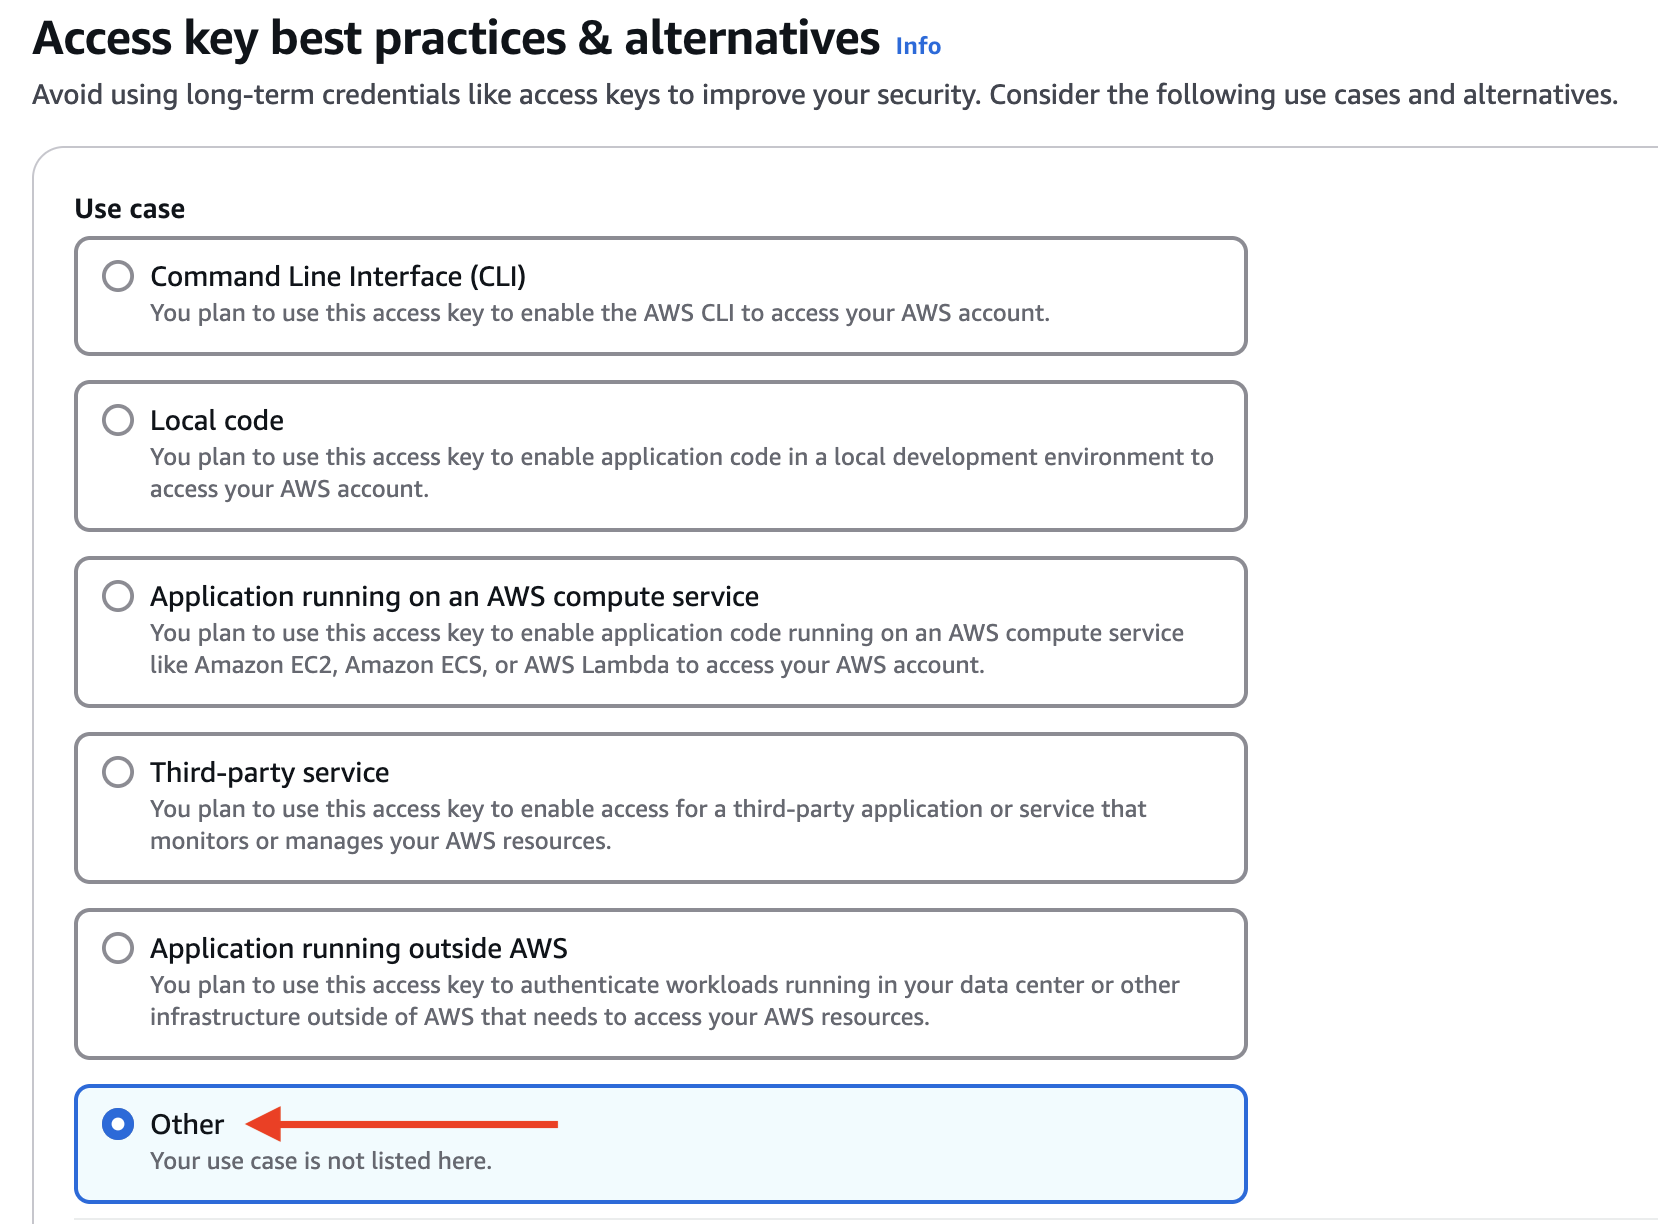 Access key best practices & alternatives Info
Avoid using long-term credentials like access keys to improve your security. Consider the following use cases and alternatives.
Use case
Command Line Interface (CLI)
You plan to use this access key to enable the AWS CLI to access your AWS account.
Local code
You plan to use this access key to enable application code in a local development environment to
access your AWS account.
Application running on an AWS compute service
You plan to use this access key to enable application code running on an AWS compute service
like Amazon EC2, Amazon ECS, or AWS Lambda to access your AWS account.
Third-party service
You plan to use this access key to enable access for a third-party application or service that
monitors or manages your AWS resources.
Application running outside AWS
You plan to use this access key to authenticate workloads running in your data center or other
infrastructure outside of AWS that needs to access your AWS resources.
Other
Your use case is not listed here.